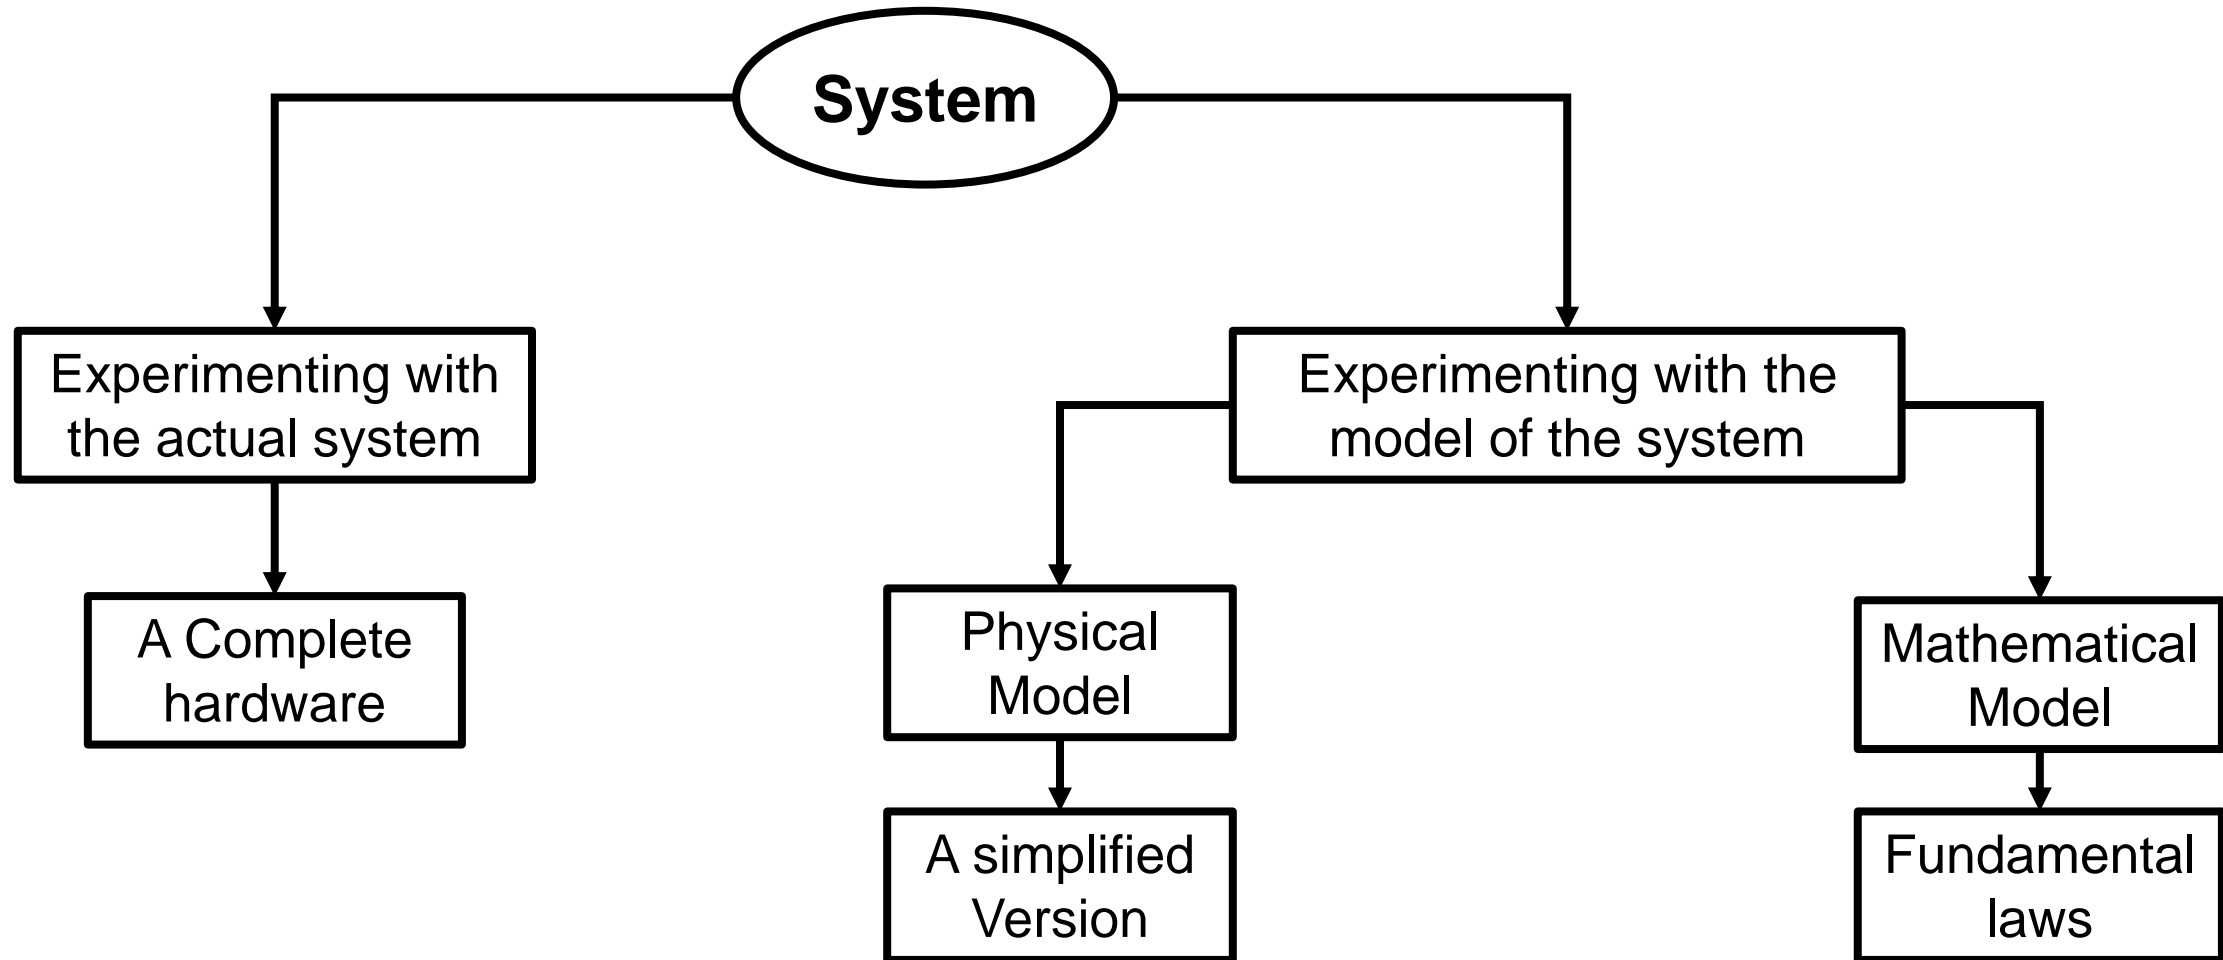 System
Experimenting with
the actual system
Experimenting with the
model of the system
A Complete
hardware
Physical
Model
Mathematical
Model
A simplified
Version
Fundamental
laws